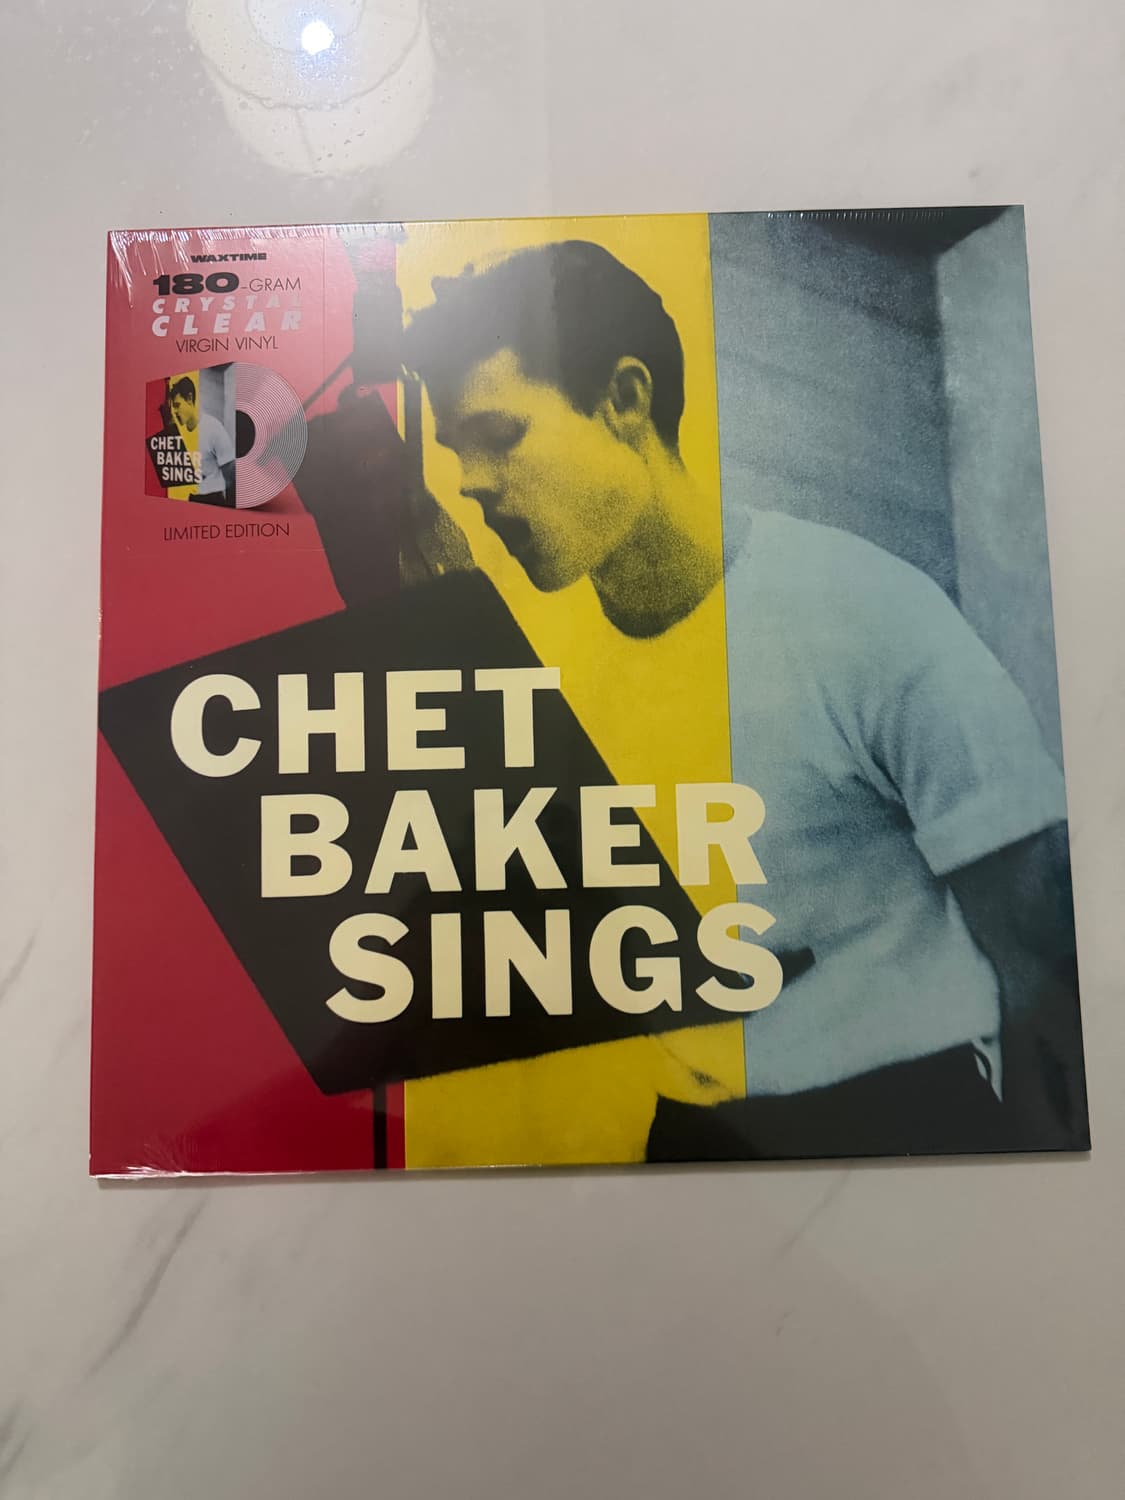 WAXTIME
180-GRAM
CRYSTAL
CLEAR
VIRGIN VINYL
CHET
BAKER
SINGS
LIMITED EDITION
CHET
BAKER
SINGS